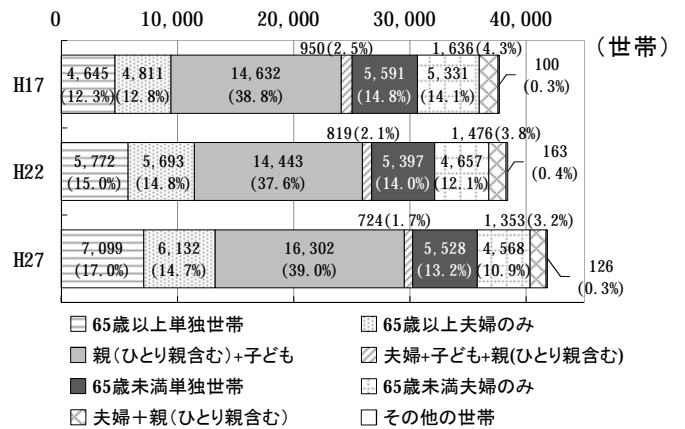 0 10,000 20,000 30,000 40,000
(世帯)
950(2.5%) 1,636(4.3%)
H17 4,645 4,811 14,632 5,591 5,331 100
(12.3%) (12.8%) (38.8%) (14.8%) (14.1%) (0.3%)
819(2.1%) 1,476(3.8%)
H22 5,772 5,693 14,443 5,397 4,657 163
(15.0%) (14.8%) (37.6%) (14.0%) (12.1%) (0.4%)
724(1.7%) 1,353(3.2%)
H27 7,099 6,132 16,302 5,528 4,568 126
(17.0%) (14.7%) (39.0%) (13.2%) (10.9%) (0.3%)
65歳以上単独世帯 65歳以上夫婦のみ
親(ひとり親含む)+子ども 夫婦+子ども+親(ひとり親含む)
65歳未満単独世帯 65歳未満夫婦のみ
夫婦+親(ひとり親含む) その他の世帯